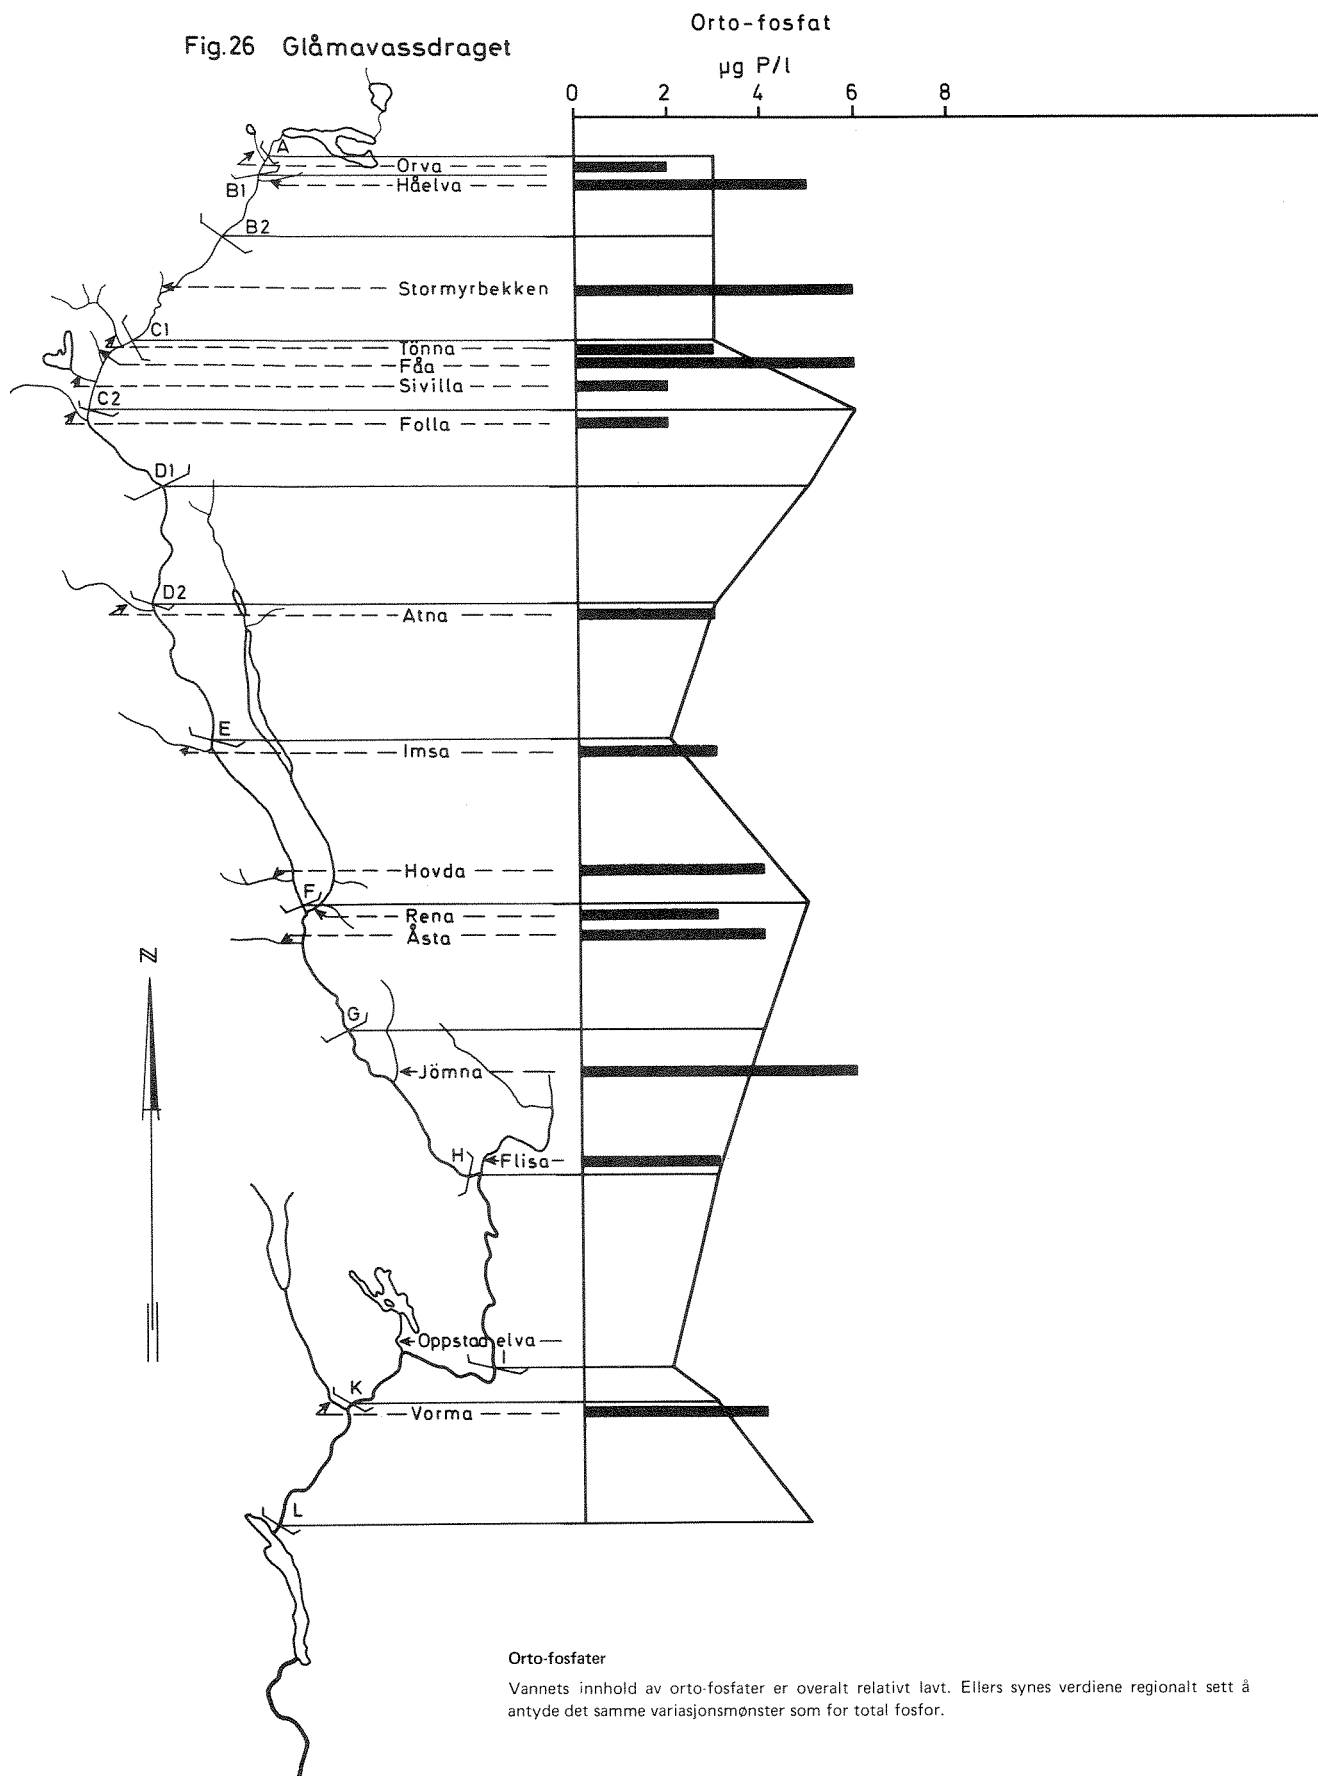 Fig.26 Glåmavassdraget
Orto-fosfat
µg P/l
0 2 4 6 8
A
Orva
Håelva
B1
B2
Stormyrbekken
C1
Tönna
Fåa
Sivilla
C2
Folla
D1
D2
Atna
E
Imsa
Hovda
F
Rena
Åsta
N
G
Jömna
H
Flisa
Oppstadelva
I
K
Vorma
L
Orto-fosfater
Vannets innhold av orto-fosfater er overalt relativt lavt. Ellers synes verdiene regionalt sett å
antyde det samme variasjonsmønster som for total fosfor.